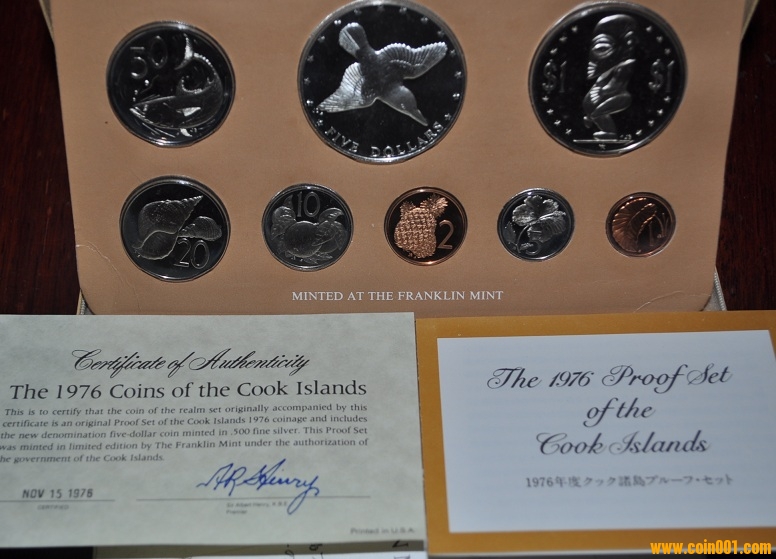 50
FIVE DOLLARS
$1 $1
20
10
2
5
1
MINTED AT THE FRANKLIN MINT
Certificate of Authenticity
The 1976 Coins of the Cook Islands
This is to certify that the coin of the realm set originally accompanied by this
certificate is an original Proof Set of the Cook Islands 1976 coinage and includes
the new denomination five-dollar coin minted in .500 fine silver. This Proof Set
was minted in limited edition by The Franklin Mint under the authorization of
the government of the Cook Islands.
NOV 15 1976
CERTIFIED
Sir Albert Henry, K.B.E.
Premier
Printed in U.S.A.
The 1976 Proof Set
of the
Cook Islands
1976年度クック諸島プルーフ・セット
www.coin001.com